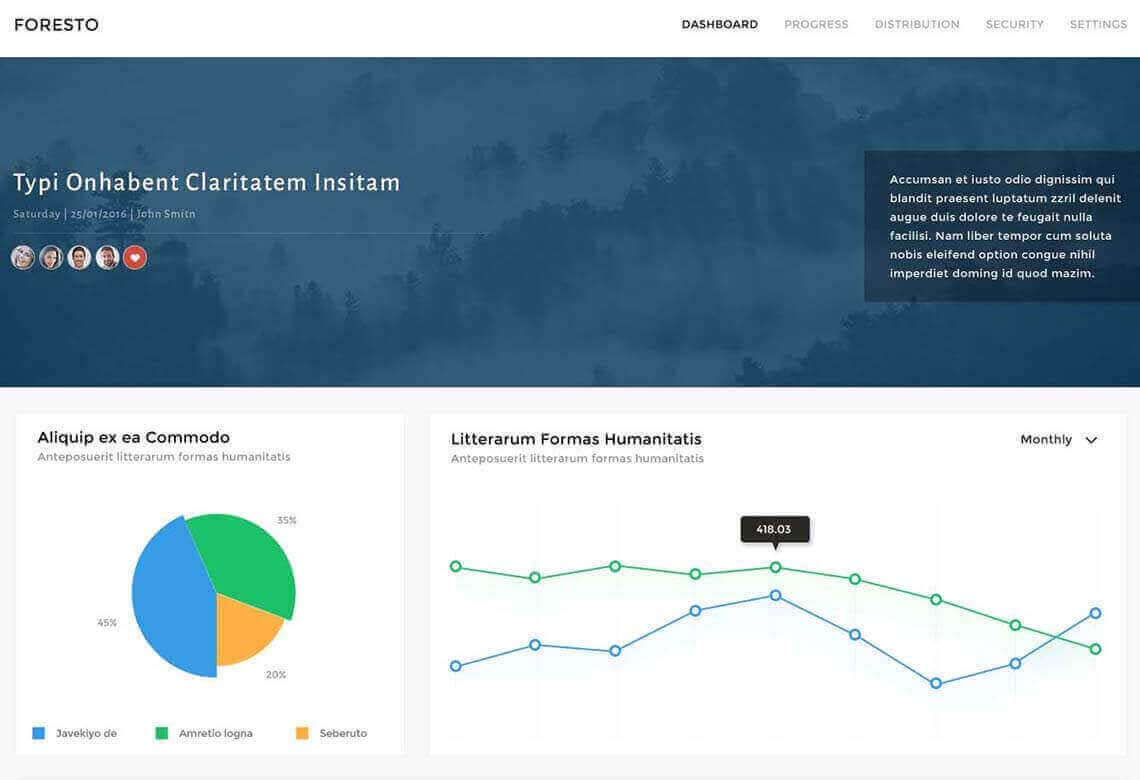 FORESTO
DASHBOARD PROGRESS DISTRIBUTION SECURITY SETTINGS
Typi Onhabent Claritatem Insitam
Saturday | 25/01/2016 | John Smitn
Accumsan et iusto odio dignissim qui
blandit praesent luptatum zzril delenit
augue duis dolore te feugait nulla
facilisi. Nam liber tempor cum soluta
nobis eleifend option congue nihil
imperdiet doming id quod mazim.
Aliquip ex ea Commodo
Anteposuerit litterarum formas humanitatis
35%
45%
20%
Javekiyo de Amretio logna Seberuto
Litterarum Formas Humanitatis
Monthly
Anteposuerit litterarum formas humanitatis
418.03